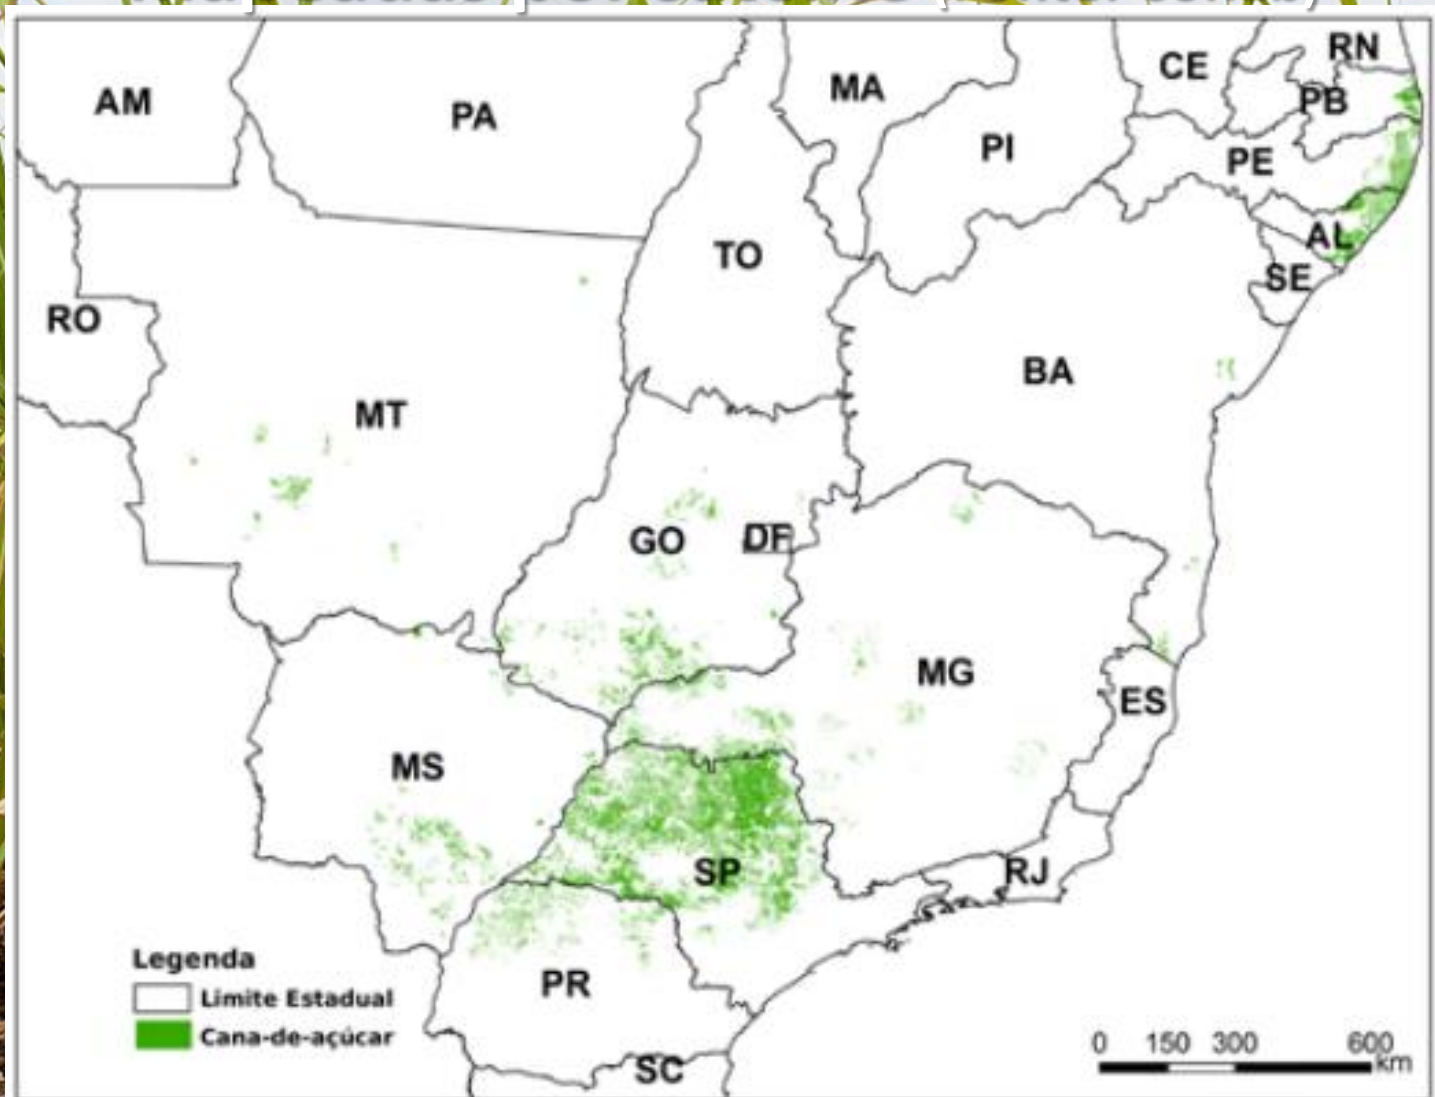 AM
PA
MA
CE
RN
PB
PI
PE
TO
AL
SE
RO
BA
MT
GO
DF
MG
ES
MS
SP
RJ
PR
SC
Legenda
Limite Estadual
Cana-de-açúcar
0 150 300 600
km